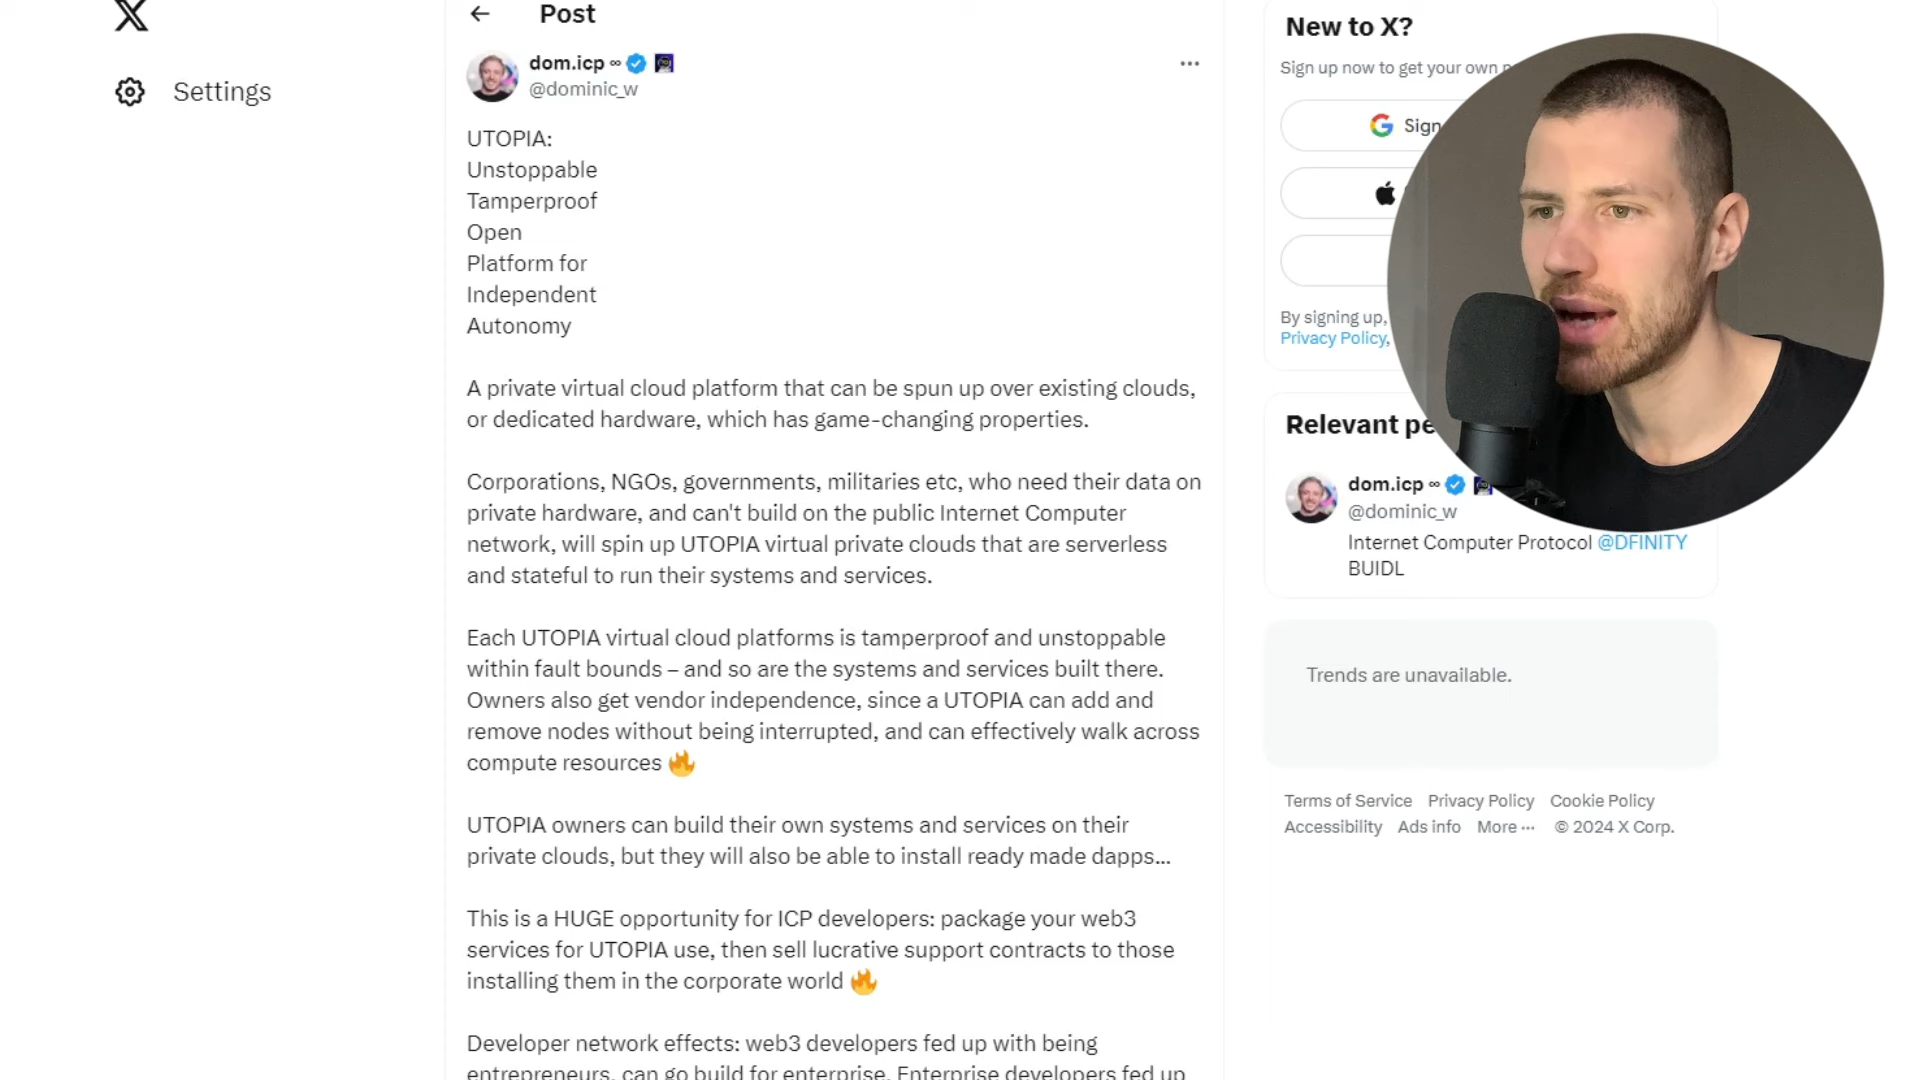 Post
Settings
dom.icp ∞
@dominic_w
UTOPIA:
Unstoppable
Tamperproof
Open
Platform for
Independent
Autonomy
A private virtual cloud platform that can be spun up over existing clouds,
or dedicated hardware, which has game-changing properties.
Corporations, NGOs, governments, militaries etc, who need their data on
private hardware, and can't build on the public Internet Computer
network, will spin up UTOPIA virtual private clouds that are serverless
and stateful to run their systems and services.
Each UTOPIA virtual cloud platforms is tamperproof and unstoppable
within fault bounds – and so are the systems and services built there.
Owners also get vendor independence, since a UTOPIA can add and
remove nodes without being interrupted, and can effectively walk across
compute resources 🔥
UTOPIA owners can build their own systems and services on their
private clouds, but they will also be able to install ready made dapps...
This is a HUGE opportunity for ICP developers: package your web3
services for UTOPIA use, then sell lucrative support contracts to those
installing them in the corporate world 🔥
Developer network effects: web3 developers fed up with being
entrepreneurs, can go build for enterprise. Enterprise developers fed up
New to X?
Sign up now to get your own
Sign
By signing up,
Privacy Policy,
Relevant
dom.icp ∞
@dominic_w
Internet Computer Protocol @DFINITY
BUIDL
Trends are unavailable.
Terms of Service Privacy Policy Cookie Policy
Accessibility Ads info More ··· © 2024 X Corp.